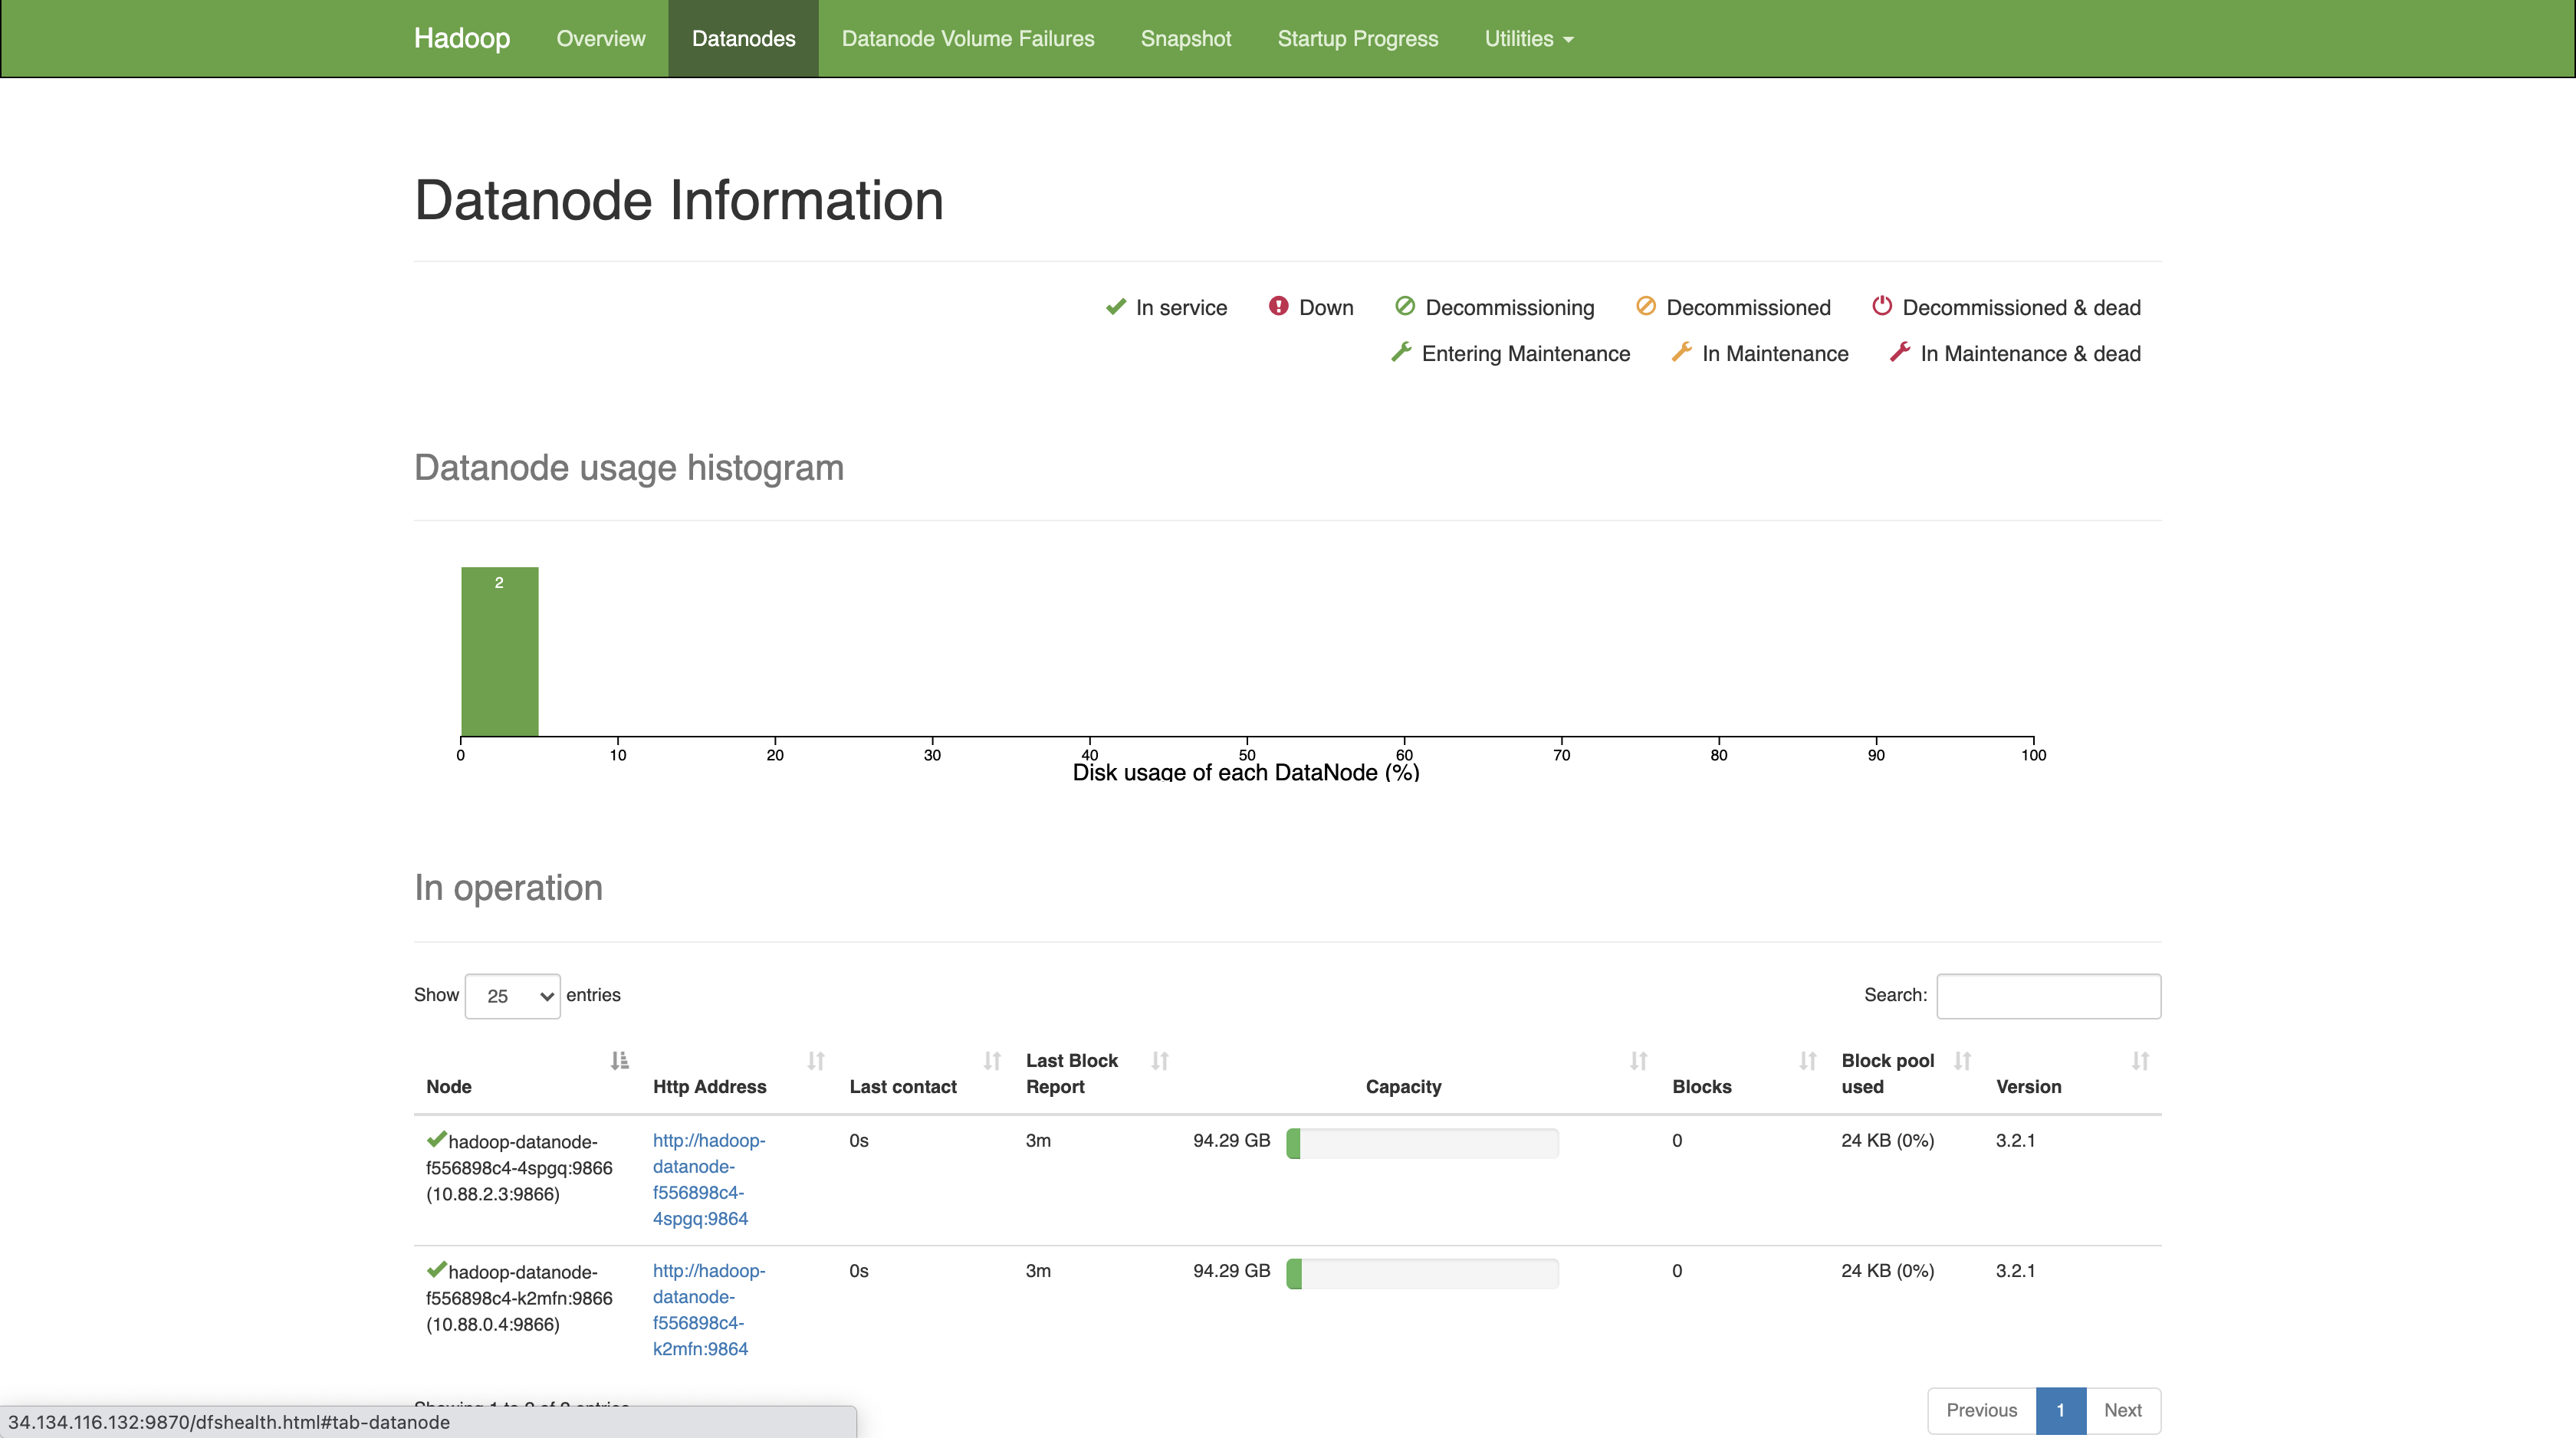 Hadoop Overview Datanodes Datanode Volume Failures Snapshot Startup Progress Utilities
Datanode Information
In service Down Decommissioning Decommissioned Decommissioned & dead
Entering Maintenance In Maintenance In Maintenance & dead
Datanode usage histogram
2
0 10 20 30 40 50 60 70 80 90 100
Disk usage of each DataNode (%)
In operation
Show 25 entries Search:
Node Http Address Last contact Last Block Report Capacity Blocks Block pool used Version
hadoop-datanode- http://hadoop- 0s 3m 94.29 GB 0 24 KB (0%) 3.2.1
f556898c4-4spgq:9866 datanode-
(10.88.2.3:9866) f556898c4-
4spgq:9864
hadoop-datanode- http://hadoop- 0s 3m 94.29 GB 0 24 KB (0%) 3.2.1
f556898c4-k2mfn:9866 datanode-
(10.88.0.4:9866) f556898c4-
k2mfn:9864
Showing 1 to 2 of 2 entries Previous 1 Next
34.134.116.132:9870/dfshealth.html#tab-datanode